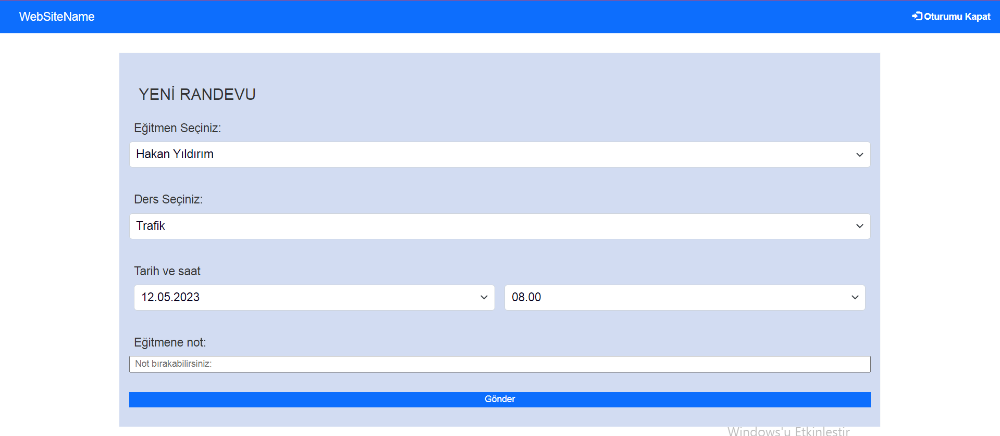 WebSiteName
Oturumu Kapat
YENİ RANDEVU
Eğitmen Seçiniz:
Hakan Yıldırım
Ders Seçiniz:
Trafik
Tarih ve saat
12.05.2023
08.00
Eğitmene not:
Not bırakabilirsiniz:
Gönder
Windows'u Etkinleştir